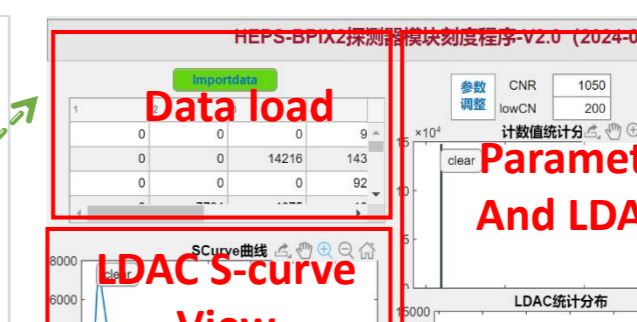 HEPS-BPIX2探测器模块刻度程序-V2.0 (2024-0
Importdata
Data load
1 2
0 0 0 9
0 0 14216 143
0 0 0 92
参数调整
CNR 1050
lowCN 200
计数值统计分
×10⁴
clear
Paramet
And LDA
SCurve曲线
8000
clear
LDAC S-curve
6000
View
LDAC统计分布
15000